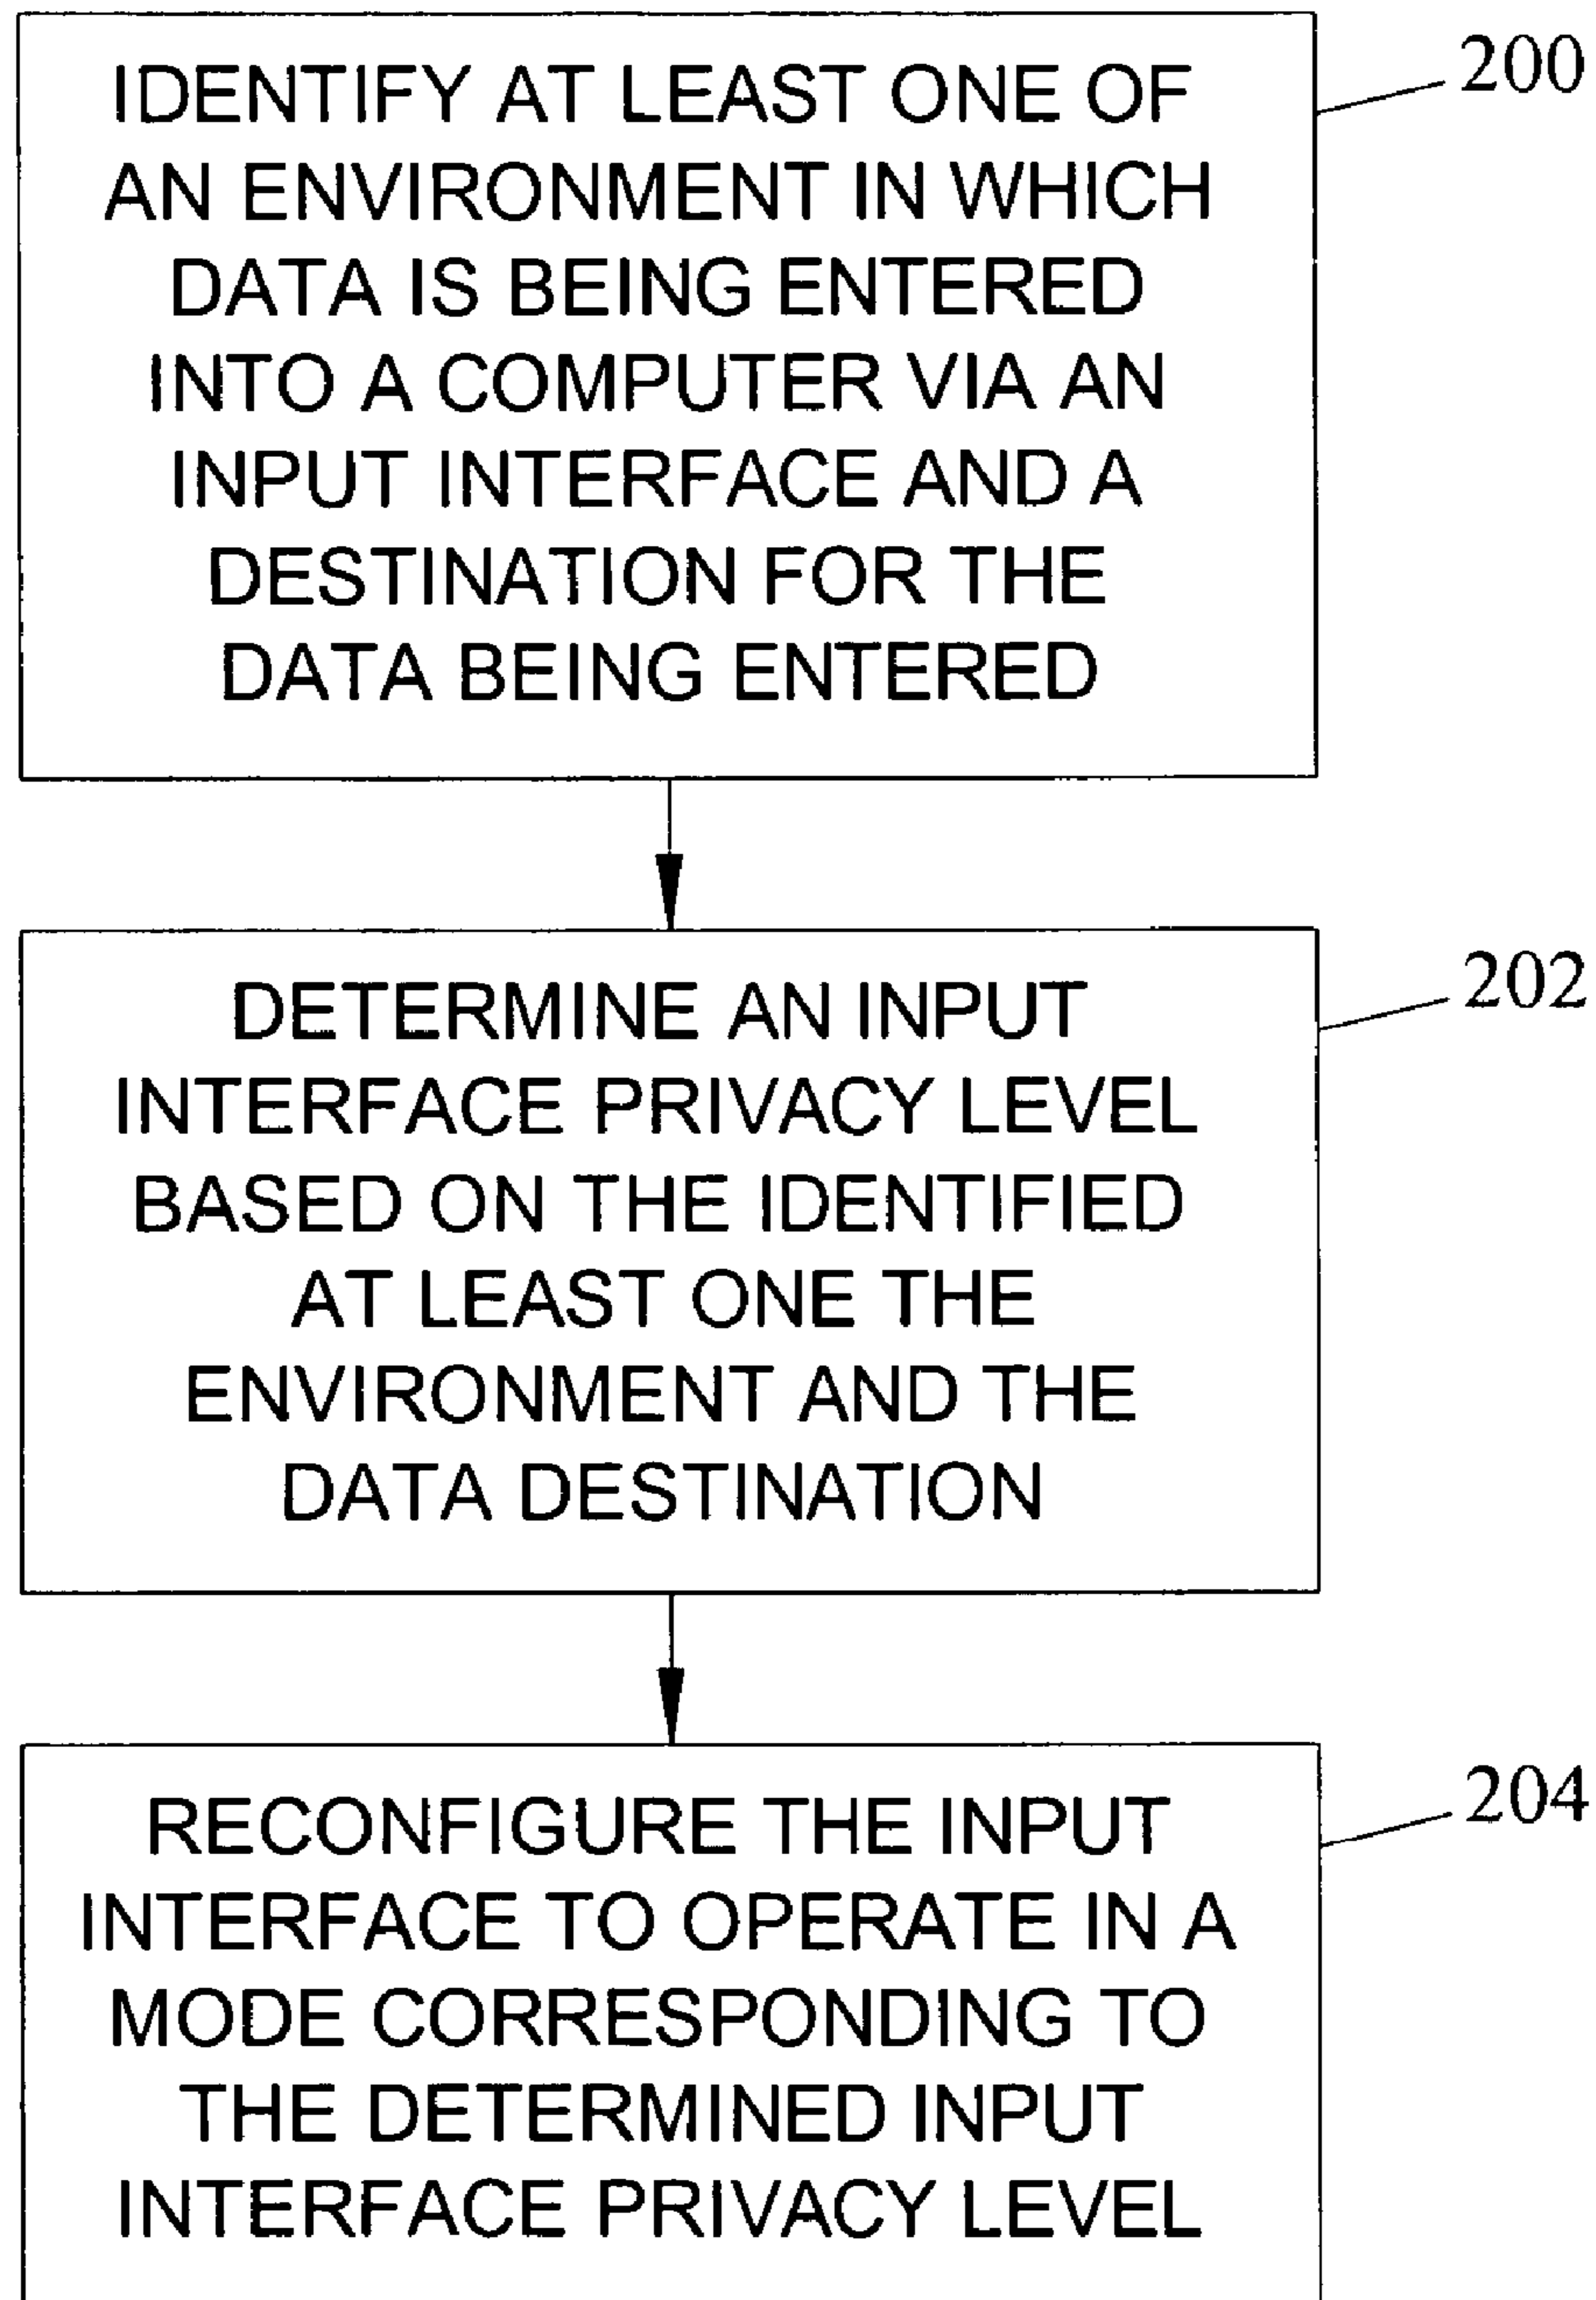 IDENTIFY AT LEAST ONE OF
AN ENVIRONMENT IN WHICH
DATA IS BEING ENTERED
INTO A COMPUTER VIA AN
INPUT INTERFACE AND A
DESTINATION FOR THE
DATA BEING ENTERED
200
DETERMINE AN INPUT
INTERFACE PRIVACY LEVEL
BASED ON THE IDENTIFIED
AT LEAST ONE THE
ENVIRONMENT AND THE
DATA DESTINATION
202
RECONFIGURE THE INPUT
INTERFACE TO OPERATE IN A
MODE CORRESPONDING TO
THE DETERMINED INPUT
INTERFACE PRIVACY LEVEL
204